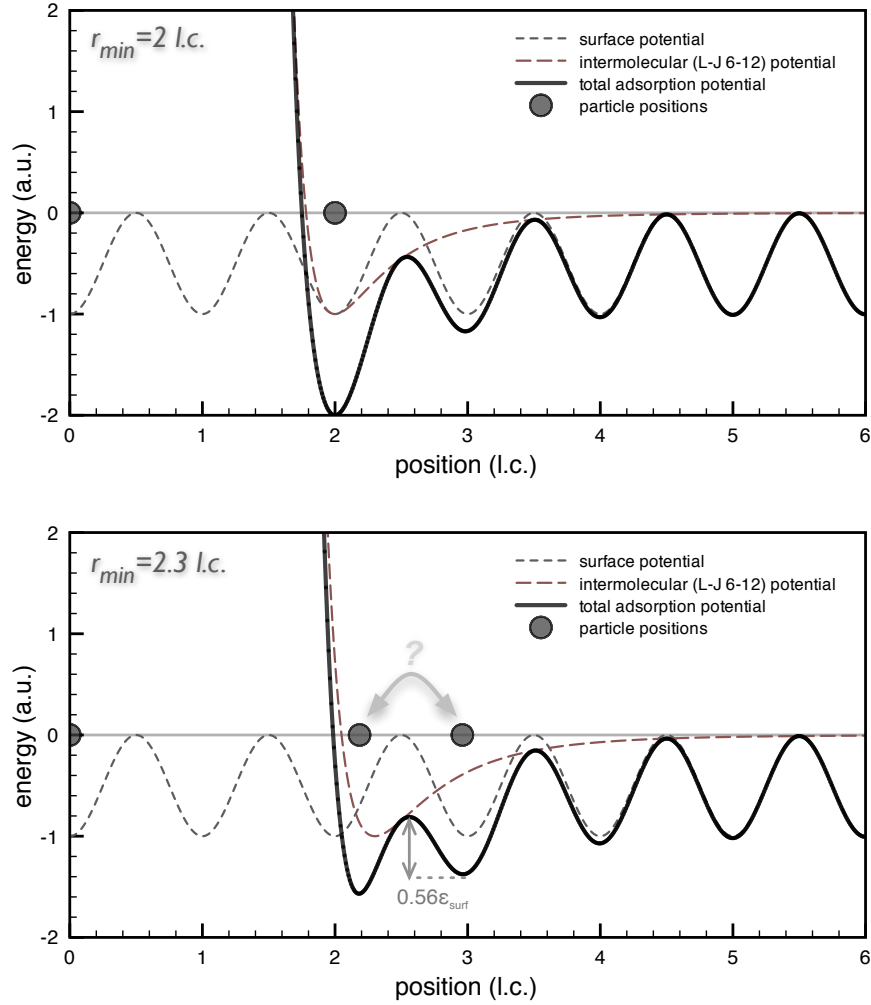 2
r_min=2 l.c.
surface potential
intermolecular (L-J 6-12) potential
total adsorption potential
particle positions
1
0
-1
-2
energy (a.u.)
0 1 2 3 4 5 6
position (l.c.)
2
r_min=2.3 l.c.
surface potential
intermolecular (L-J 6-12) potential
total adsorption potential
particle positions
1
?
0
-1
0.56ε_surf
-2
energy (a.u.)
0 1 2 3 4 5 6
position (l.c.)